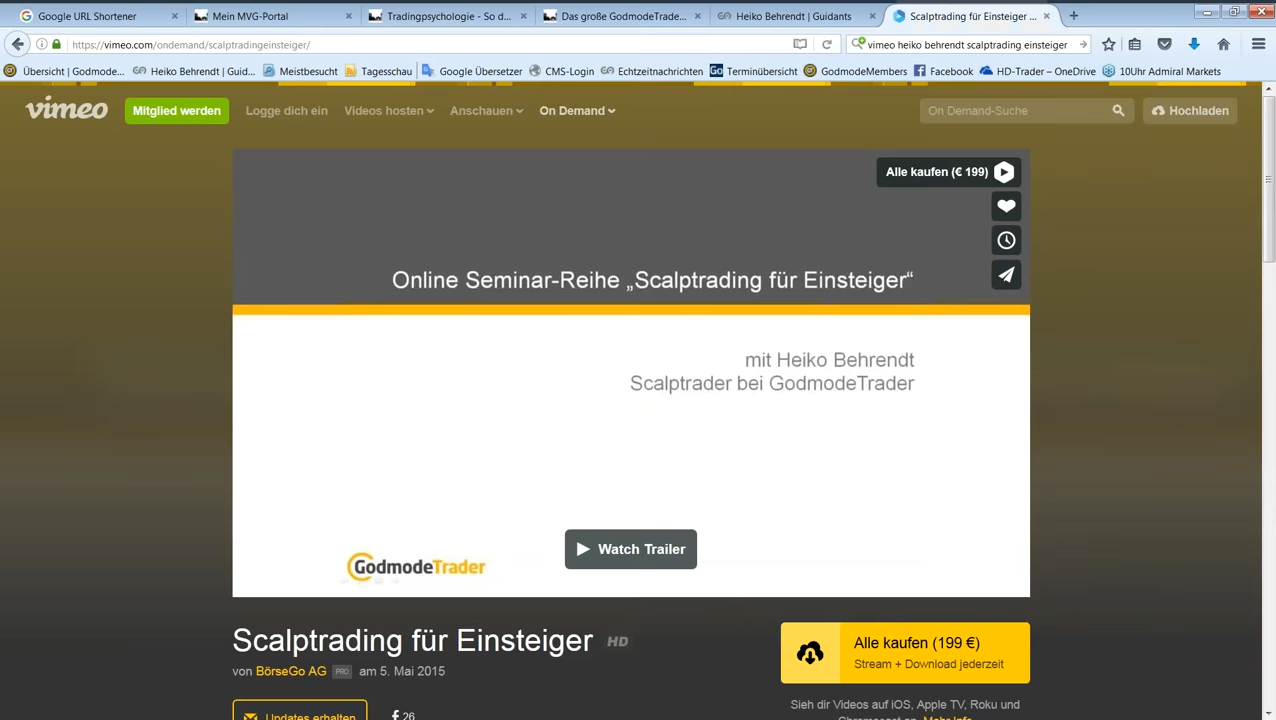 Google URL Shortener
Mein MVG-Portal
Tradingpsychologie - So d...
Das große GodmodeTrade...
Heiko Behrendt | Guidants
Scalptrading für Einsteiger ...
https://vimeo.com/ondemand/scalptradingeinsteiger/
vimeo heiko behrendt scalptrading einsteiger
Übersicht | Godmode... Heiko Behrendt | Guid... Meistbesucht Tagesschau Google Übersetzer CMS-Login Echtzeitnachrichten Go Terminübersicht GodmodeMembers Facebook HD-Trader – OneDrive 10Uhr Admiral Markets
vimeo Mitglied werden Logge dich ein Videos hosten Anschauen On Demand On Demand-Suche Hochladen
Alle kaufen (€ 199)
Online Seminar-Reihe „Scalptrading für Einsteiger“
mit Heiko Behrendt
Scalptrader bei GodmodeTrader
Watch Trailer
GodmodeTrader
Scalptrading für Einsteiger HD
von BörseGo AG PRO am 5. Mai 2015
Alle kaufen (199 €)
Stream + Download jederzeit
Sieh dir Videos auf iOS, Apple TV, Roku und
Chromecast an. Mehr Info
Updates erhalten
26